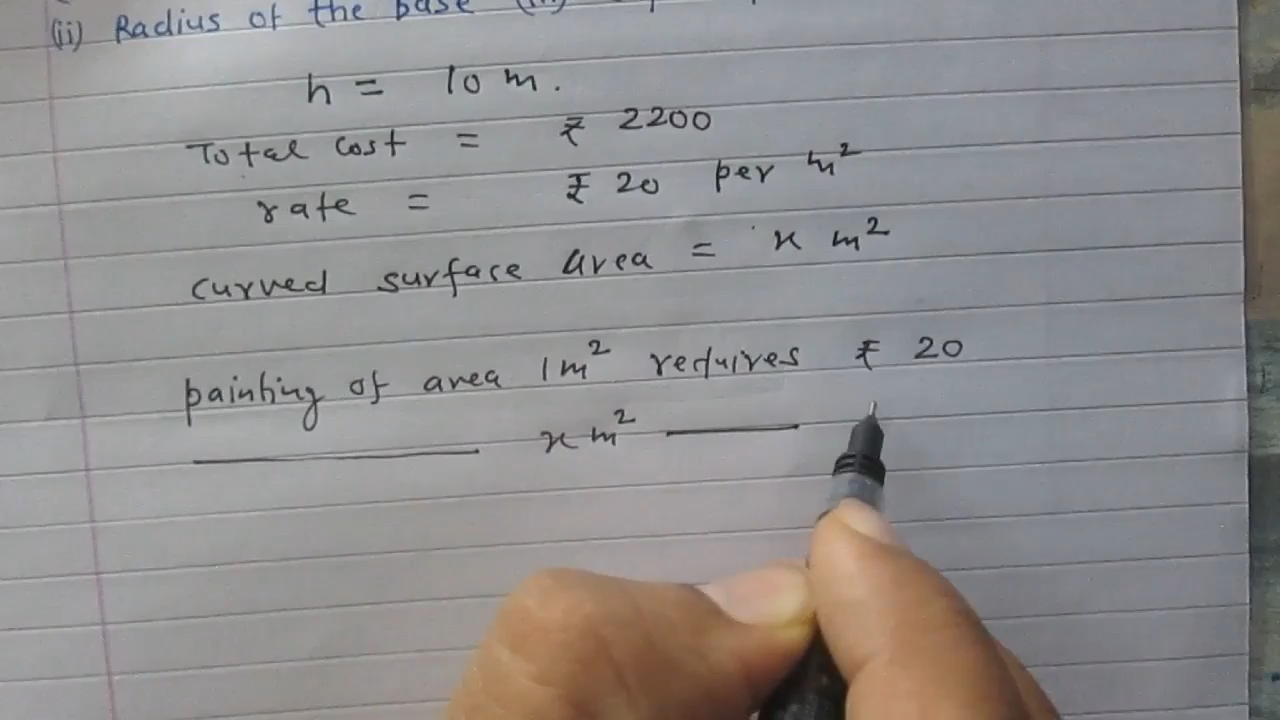 (ii) Radius of the base
h = 10 m.
Total cost = ₹ 2200
rate = ₹ 20 per m²
curved surface area = x m²
painting of area 1m² requires ₹ 20
x m²